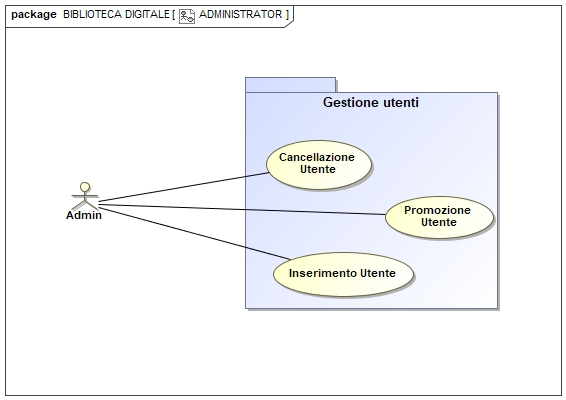 package BIBLIOTECA DIGITALE [ ADMINISTRATOR ]
Gestione utenti
Cancellazione
Utente
Promozione
Utente
Admin
Inserimento Utente